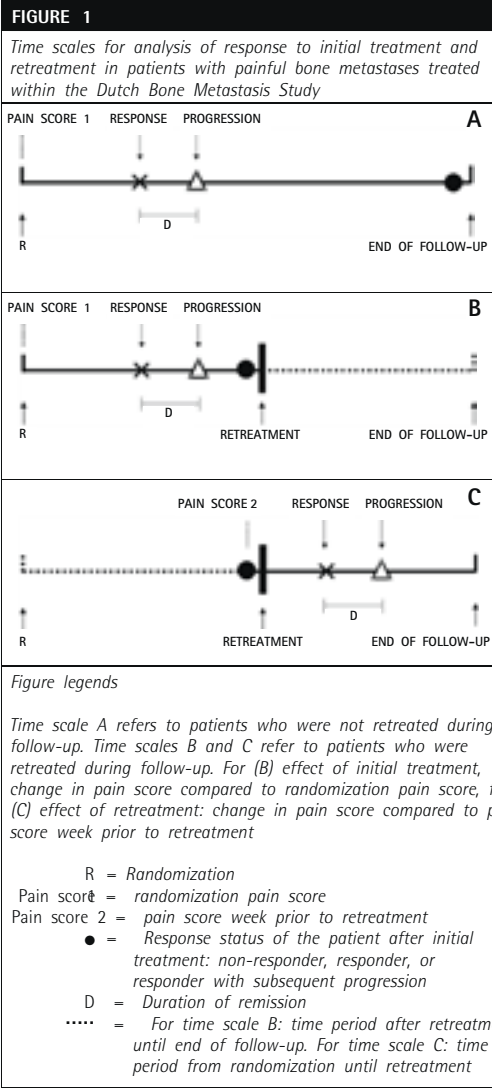 FIGURE 1
Time scales for analysis of response to initial treatment and
retreatment in patients with painful bone metastases treated
within the Dutch Bone Metastasis Study
PAIN SCORE 1 RESPONSE PROGRESSION A
D
R END OF FOLLOW-UP
PAIN SCORE 1 RESPONSE PROGRESSION B
D
R RETREATMENT END OF FOLLOW-UP
PAIN SCORE 2 RESPONSE PROGRESSION C
D
R RETREATMENT END OF FOLLOW-UP
Figure legends
Time scale A refers to patients who were not retreated during
follow-up. Time scales B and C refer to patients who were
retreated during follow-up. For (B) effect of initial treatment,
change in pain score compared to randomization pain score,
(C) effect of retreatment: change in pain score compared to
score week prior to retreatment
R = Randomization
Pain score1 = randomization pain score
Pain score 2 = pain score week prior to retreatment
● = Response status of the patient after initial
treatment: non-responder, responder, or
responder with subsequent progression
D = Duration of remission
..... = For time scale B: time period after retreatm
until end of follow-up. For time scale C: time
period from randomization until retreatment